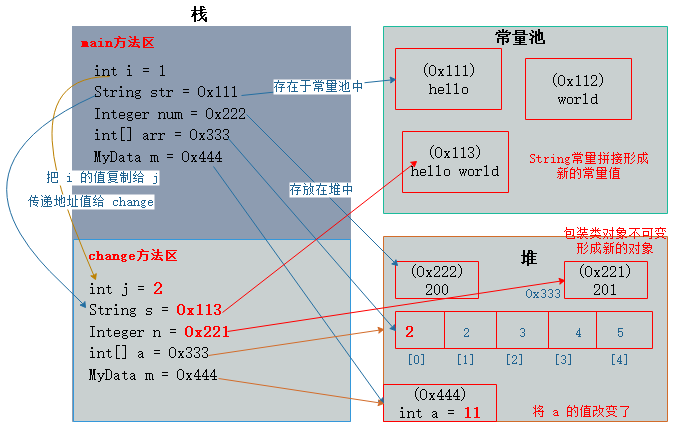 栈
main方法区
int i = 1
String str = 0x111
Integer num = 0x222
int[] arr = 0x333
MyData m = 0x444
把 i 的值复制给 j
传递地址值给 change
change方法区
int j = 2
String s = 0x113
Integer n = 0x221
int[] a = 0x333
MyData m = 0x444
存在于常量池中
存放在堆中
常量池
(0x111)
hello
(0x112)
world
(0x113)
hello world
String常量拼接形成
新的常量值
堆
包装类对象不可变
形成新的对象
(0x222)
200
(0x221)
201
0x333
2 2 3 4 5
[0] [1] [2] [3] [4]
(0x444)
int a = 11
将 a 的值改变了